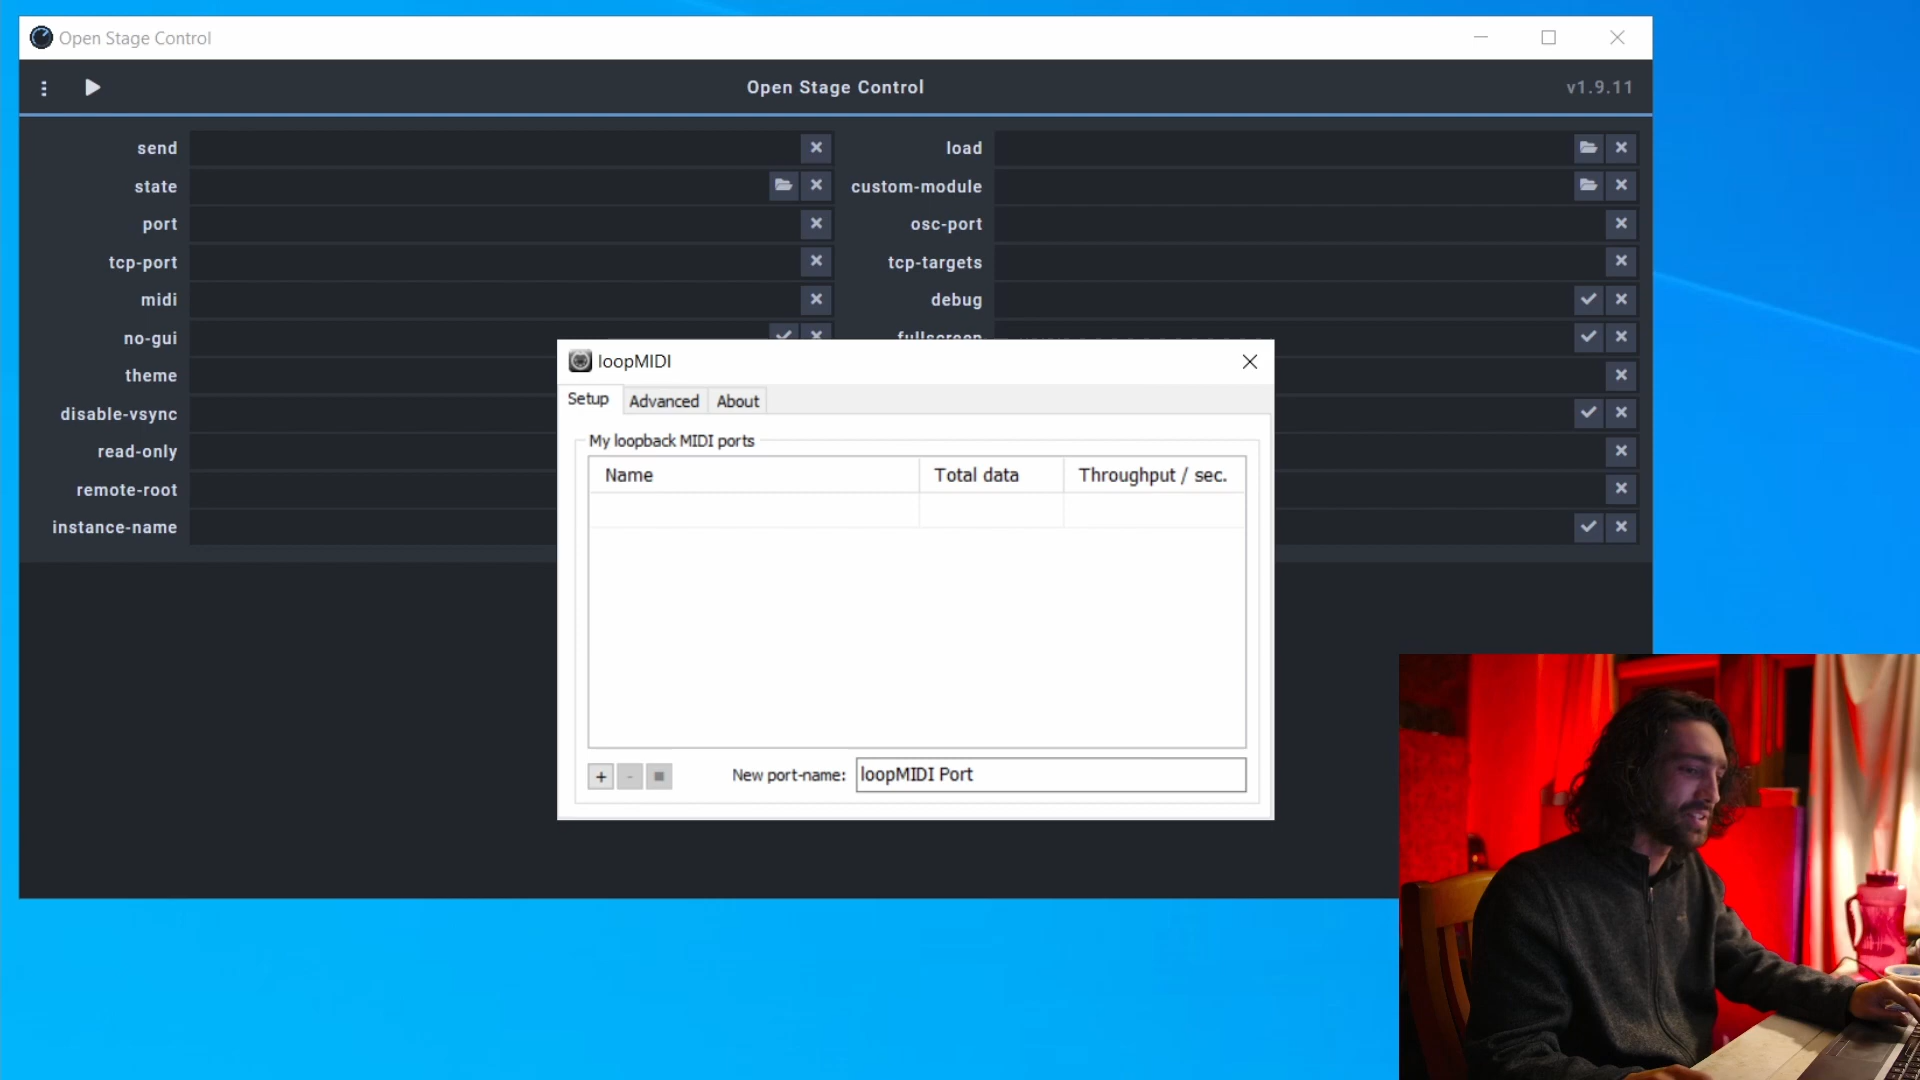 Open Stage Control
Open Stage Control
v1.9.11
send
load
state
custom-module
port
osc-port
tcp-port
tcp-targets
midi
debug
no-gui
fullscreen
theme
disable-vsync
read-only
remote-root
instance-name
loopMIDI
Setup
Advanced
About
My loopback MIDI ports
Name
Total data
Throughput / sec.
+
-
New port-name:
loopMIDI Port